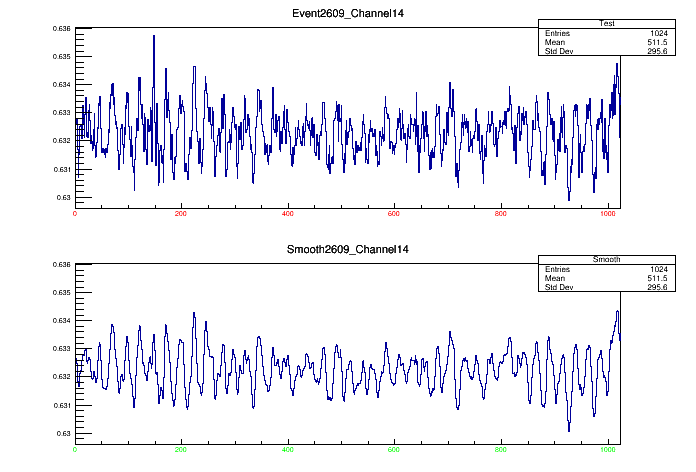 Event2609_Channel14
Test
Entries 1024
Mean 511.5
Std Dev 295.6
0.636
0.635
0.634
0.633
0.632
0.631
0.63
0 200 400 600 800 1000
Smooth2609_Channel14
Smooth
Entries 1024
Mean 511.5
Std Dev 295.6
0.636
0.635
0.634
0.633
0.632
0.631
0.63
0 200 400 600 800 1000